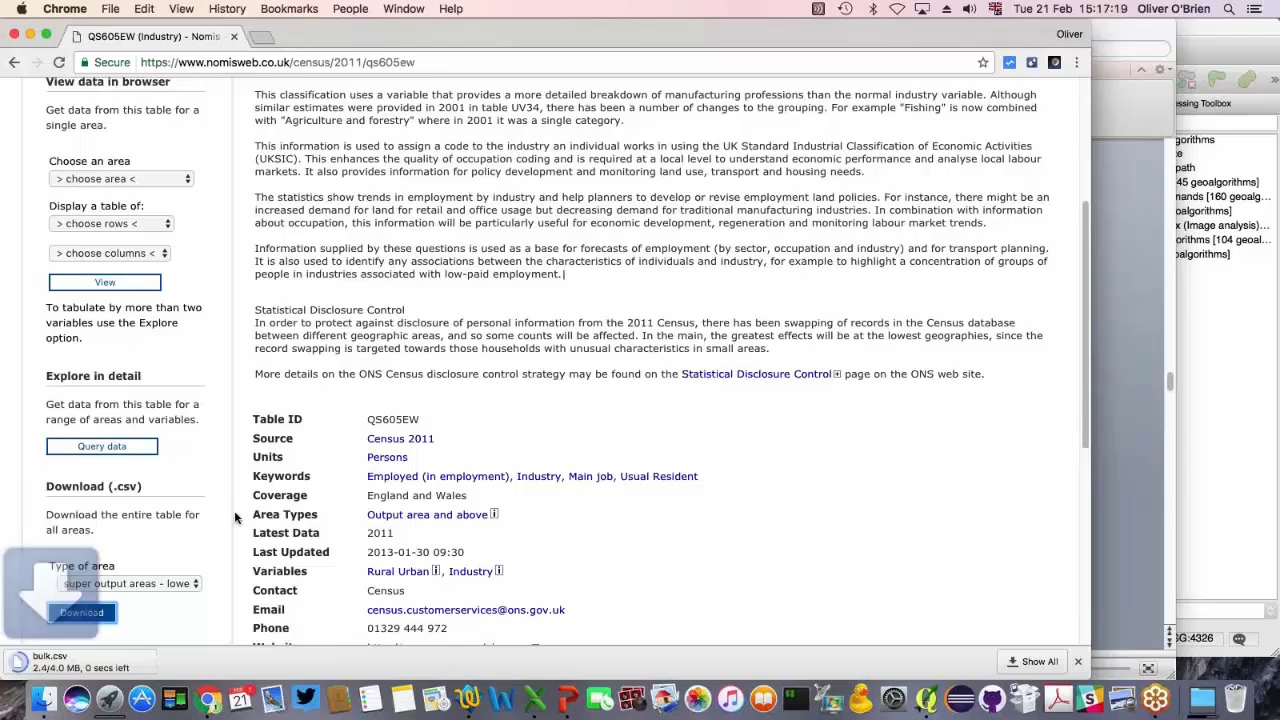 Chrome File Edit View History Bookmarks People Window Help Tue 21 Feb 15:17:19 Oliver O'Brien
QS605EW (Industry) - Nomis
Oliver
Secure https://www.nomisweb.co.uk/census/2011/qs605ew
View data in browser
Get data from this table for a
single area.
Choose an area
> choose area <
Display a table of:
> choose rows <
> choose columns <
View
To tabulate by more than two
variables use the Explore
option.
Explore in detail
Get data from this table for a
range of areas and variables.
Query data
Download (.csv)
Download the entire table for
all areas.
Type of area
super output areas - lowe
Download
This classification uses a variable that provides a more detailed breakdown of manufacturing professions than the normal industry variable. Although
similar estimates were provided in 2001 in table UV34, there has been a number of changes to the grouping. For example "Fishing" is now combined
with "Agriculture and forestry" where in 2001 it was a single category.
This information is used to assign a code to the industry an individual works in using the UK Standard Industrial Classification of Economic Activities
(UKSIC). This enhances the quality of occupation coding and is required at a local level to understand economic performance and analyse local labour
markets. It also provides information for policy development and monitoring land use, transport and housing needs.
The statistics show trends in employment by industry and help planners to develop or revise employment land policies. For instance, there might be an
increased demand for land for retail and office usage but decreasing demand for traditional manufacturing industries. In combination with information
about occupation, this information will be particularly useful for economic development, regeneration and monitoring labour market trends.
Information supplied by these questions is used as a base for forecasts of employment (by sector, occupation and industry) and for transport planning.
It is also used to identify any associations between the characteristics of individuals and industry, for example to highlight a concentration of groups of
people in industries associated with low-paid employment.|
Statistical Disclosure Control
In order to protect against disclosure of personal information from the 2011 Census, there has been swapping of records in the Census database
between different geographic areas, and so some counts will be affected. In the main, the greatest effects will be at the lowest geographies, since the
record swapping is targeted towards those households with unusual characteristics in small areas.
More details on the ONS Census disclosure control strategy may be found on the Statistical Disclosure Control page on the ONS web site.
Table ID QS605EW
Source Census 2011
Units Persons
Keywords Employed (in employment), Industry, Main job, Usual Resident
Coverage England and Wales
Area Types Output area and above
Latest Data 2011
Last Updated 2013-01-30 09:30
Variables Rural Urban , Industry
Contact Census
Email census.customerservices@ons.gov.uk
Phone 01329 444 972
bulk.csv
2.4/4.0 MB, 0 secs left
Show All
essing Toolbox
algorithms
te
path
45 geoalgorithms]
mands [160 geoa
goalgorithms]
x (Image analysis)...
orithms [104 geoal...
oalgorithms]
SG:4326